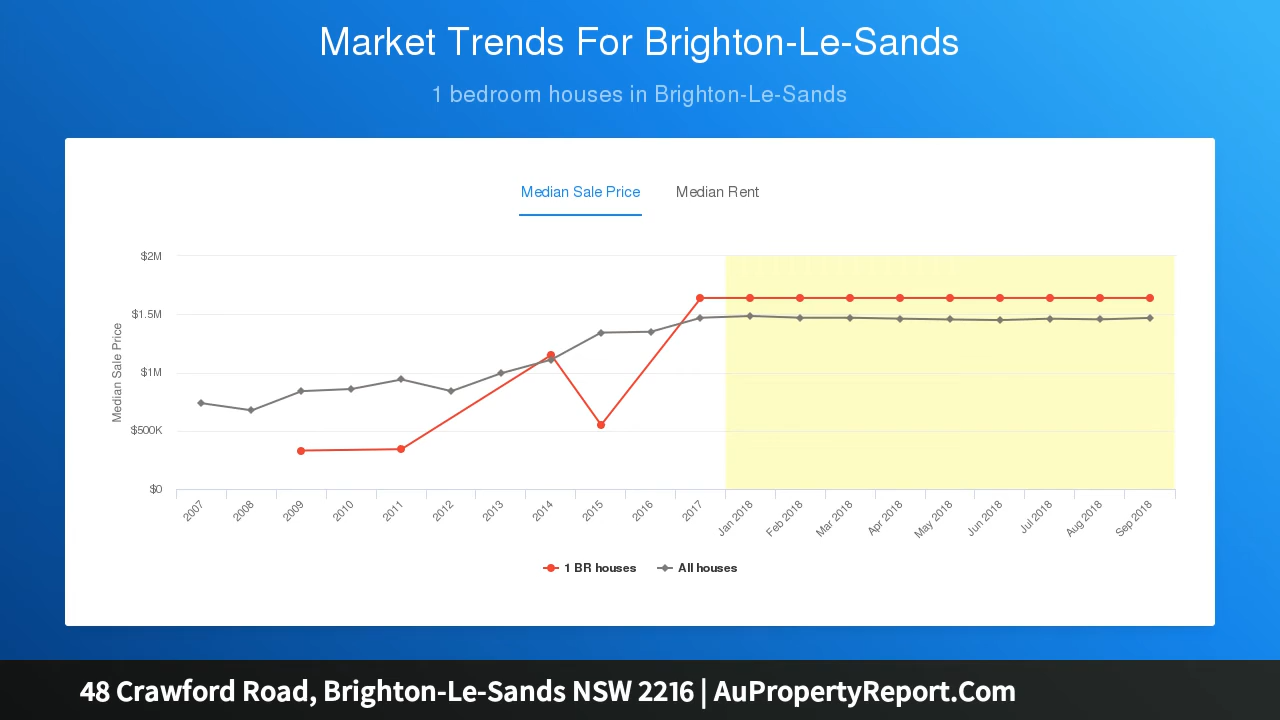 Market Trends For Brighton-Le-Sands
1 bedroom houses in Brighton-Le-Sands
Median Sale Price
Median Rent
Median Sale Price
$2M
$1.5M
$1M
$500K
$0
2007
2008
2009
2010
2011
2012
2013
2014
2015
2016
2017
Jan 2018
Feb 2018
Mar 2018
Apr 2018
May 2018
Jun 2018
Jul 2018
Aug 2018
Sep 2018
1 BR houses
All houses
48 Crawford Road, Brighton-Le-Sands NSW 2216 | AuPropertyReport.Com